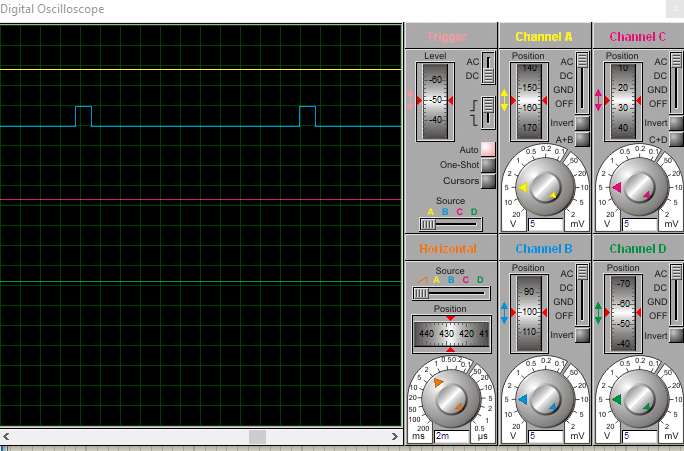 Digital Oscilloscope
Trigger
Level
-60
-50
-40
AC
DC
Auto
One-Shot
Cursors
Source
A B C D
Channel A
Position
140
150
160
170
AC
DC
GND
OFF
Invert
A+B
20 10 5 2 1 0.5 0.2 0.1 50 20 10 5 2
V 5 mV
Channel C
Position
10
20
30
40
AC
DC
GND
OFF
Invert
C+D
20 10 5 2 1 0.5 0.2 0.1 50 20 10 5 2
V 5 mV
Horizontal
Source
A B C D
Position
440 430 420 41
200 100 50 20 10 5 2 1 0.5 0.2 0.1 50 20 10 5 2 1 0.5
ms 2m µs
Channel B
Position
90
100
110
AC
DC
GND
OFF
Invert
20 10 5 2 1 0.5 0.2 0.1 50 20 10 5 2
V 5 mV
Channel D
Position
-70
-60
-50
-40
AC
DC
GND
OFF
Invert
20 10 5 2 1 0.5 0.2 0.1 50 20 10 5 2
V 5 mV